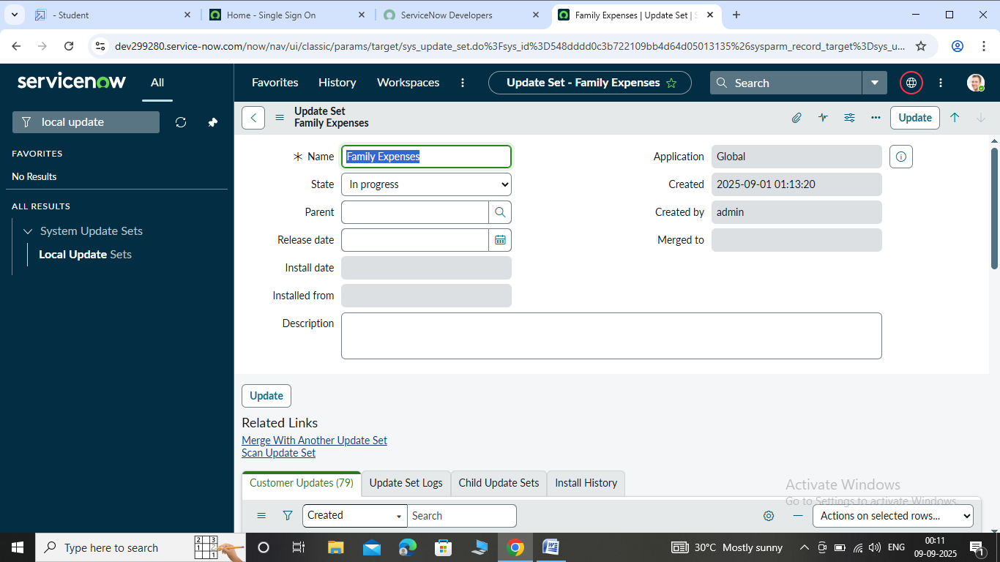 - Student
Home - Single Sign On
ServiceNow Developers
Family Expenses | Update Set | S
dev299280.service-now.com/now/nav/ui/classic/params/target/sys_update_set.do%3Fsys_id%3D548dddd0c3b722109bb4d64d05013135%26sysparm_record_target%3Dsys_u...
servicenow
All
Favorites
History
Workspaces
Update Set - Family Expenses
Search
local update
FAVORITES
No Results
ALL RESULTS
System Update Sets
Local Update Sets
Update Set
Family Expenses
Update
Name
Family Expenses
Application
Global
State
In progress
Created
2025-09-01 01:13:20
Parent
Created by
admin
Release date
Merged to
Install date
Installed from
Description
Update
Related Links
Merge With Another Update Set
Scan Update Set
Customer Updates (79)
Update Set Logs
Child Update Sets
Install History
Activate Windows
Go to Settings to activate Windows.
Created
Search
Actions on selected rows...
Type here to search
30°C Mostly sunny
ENG
00:11
09-09-2025
1